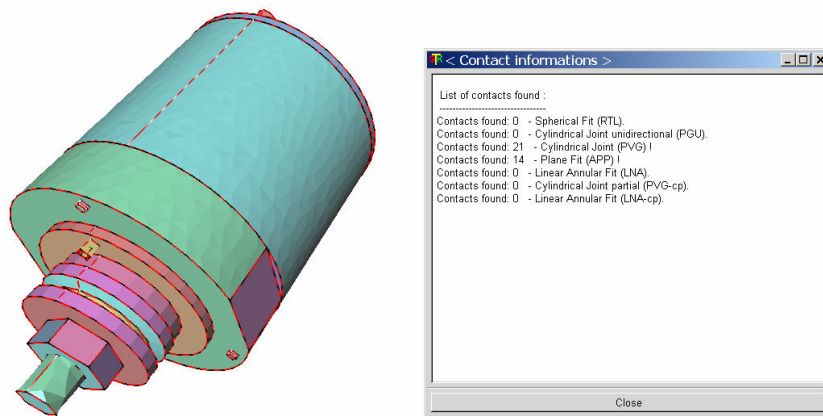 < Contact informations >
List of contacts found :
--------------------------------
Contacts found: 0 - Spherical Fit (RTL).
Contacts found: 0 - Cylindrical Joint unidirectional (PGU).
Contacts found: 21 - Cylindrical Joint (PVG) !
Contacts found: 14 - Plane Fit (APP) !
Contacts found: 0 - Linear Annular Fit (LNA).
Contacts found: 0 - Cylindrical Joint partial (PVG-cp).
Contacts found: 0 - Linear Annular Fit (LNA-cp).
Close